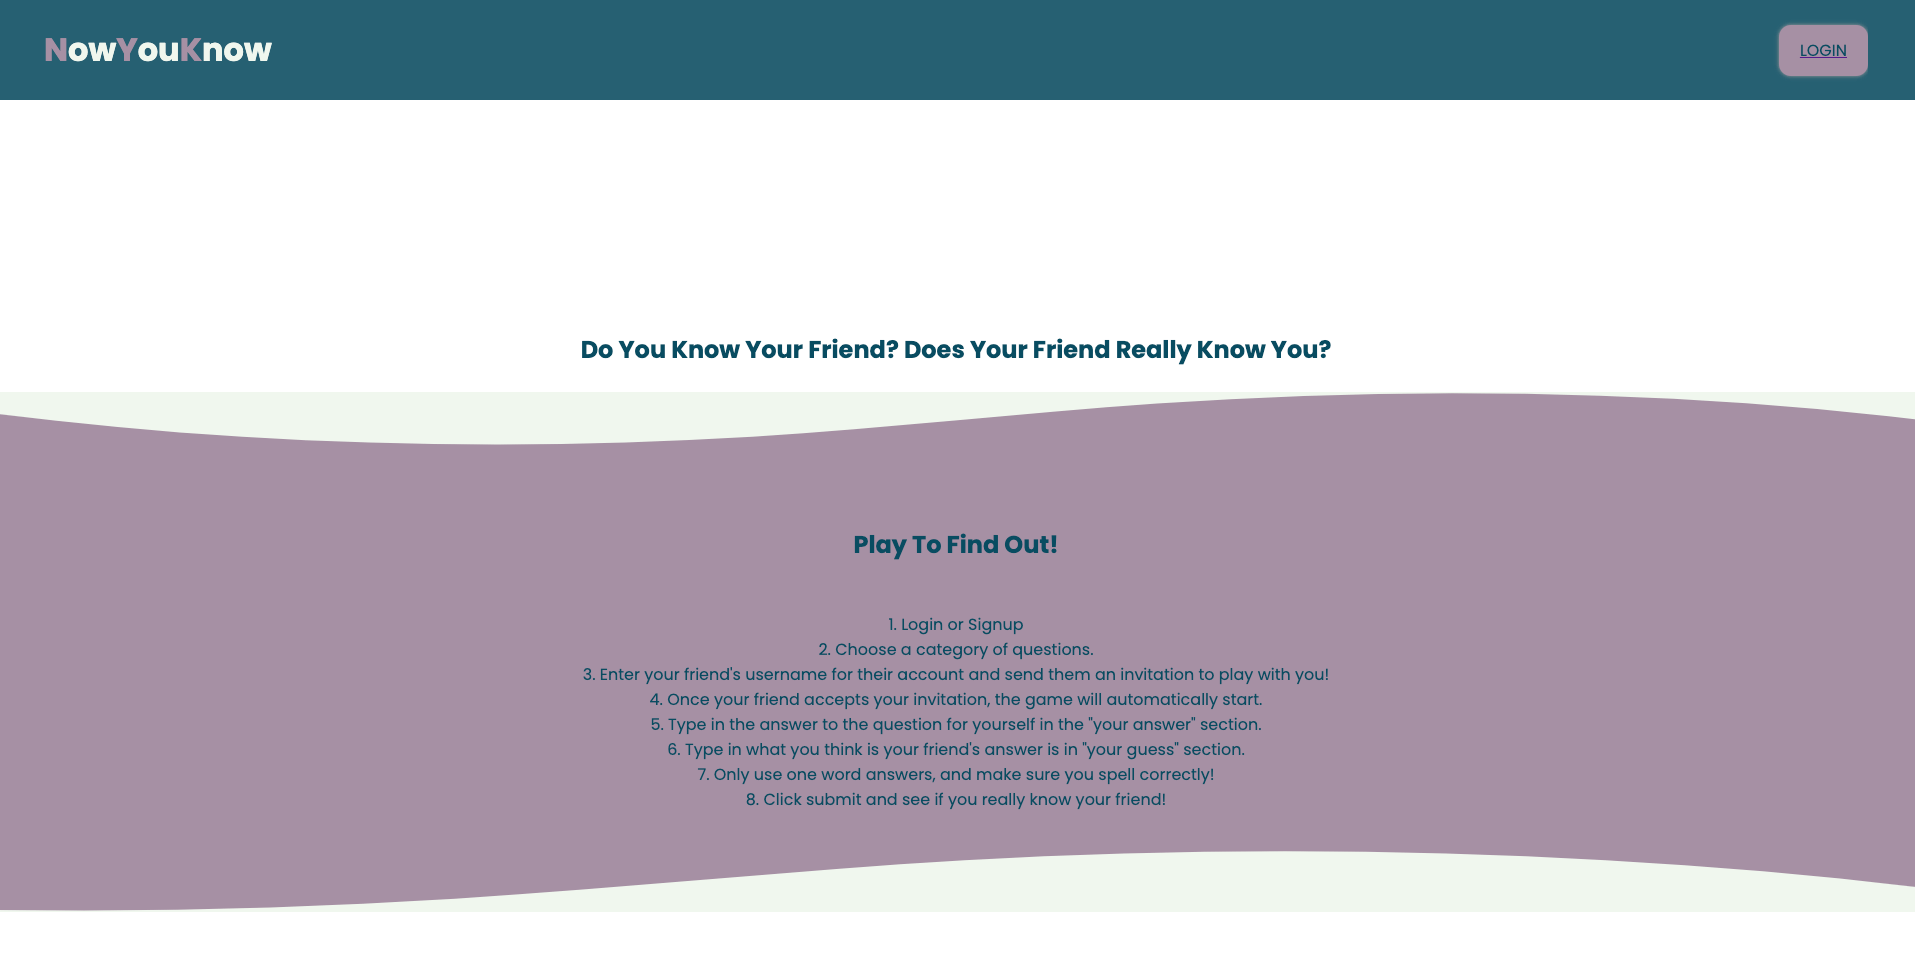 NowYouKnow
LOGIN
Do You Know Your Friend? Does Your Friend Really Know You?
Play To Find Out!
1. Login or Signup
2. Choose a category of questions.
3. Enter your friend's username for their account and send them an invitation to play with you!
4. Once your friend accepts your invitation, the game will automatically start.
5. Type in the answer to the question for yourself in the "your answer" section.
6. Type in what you think is your friend's answer is in "your guess" section.
7. Only use one word answers, and make sure you spell correctly!
8. Click submit and see if you really know your friend!